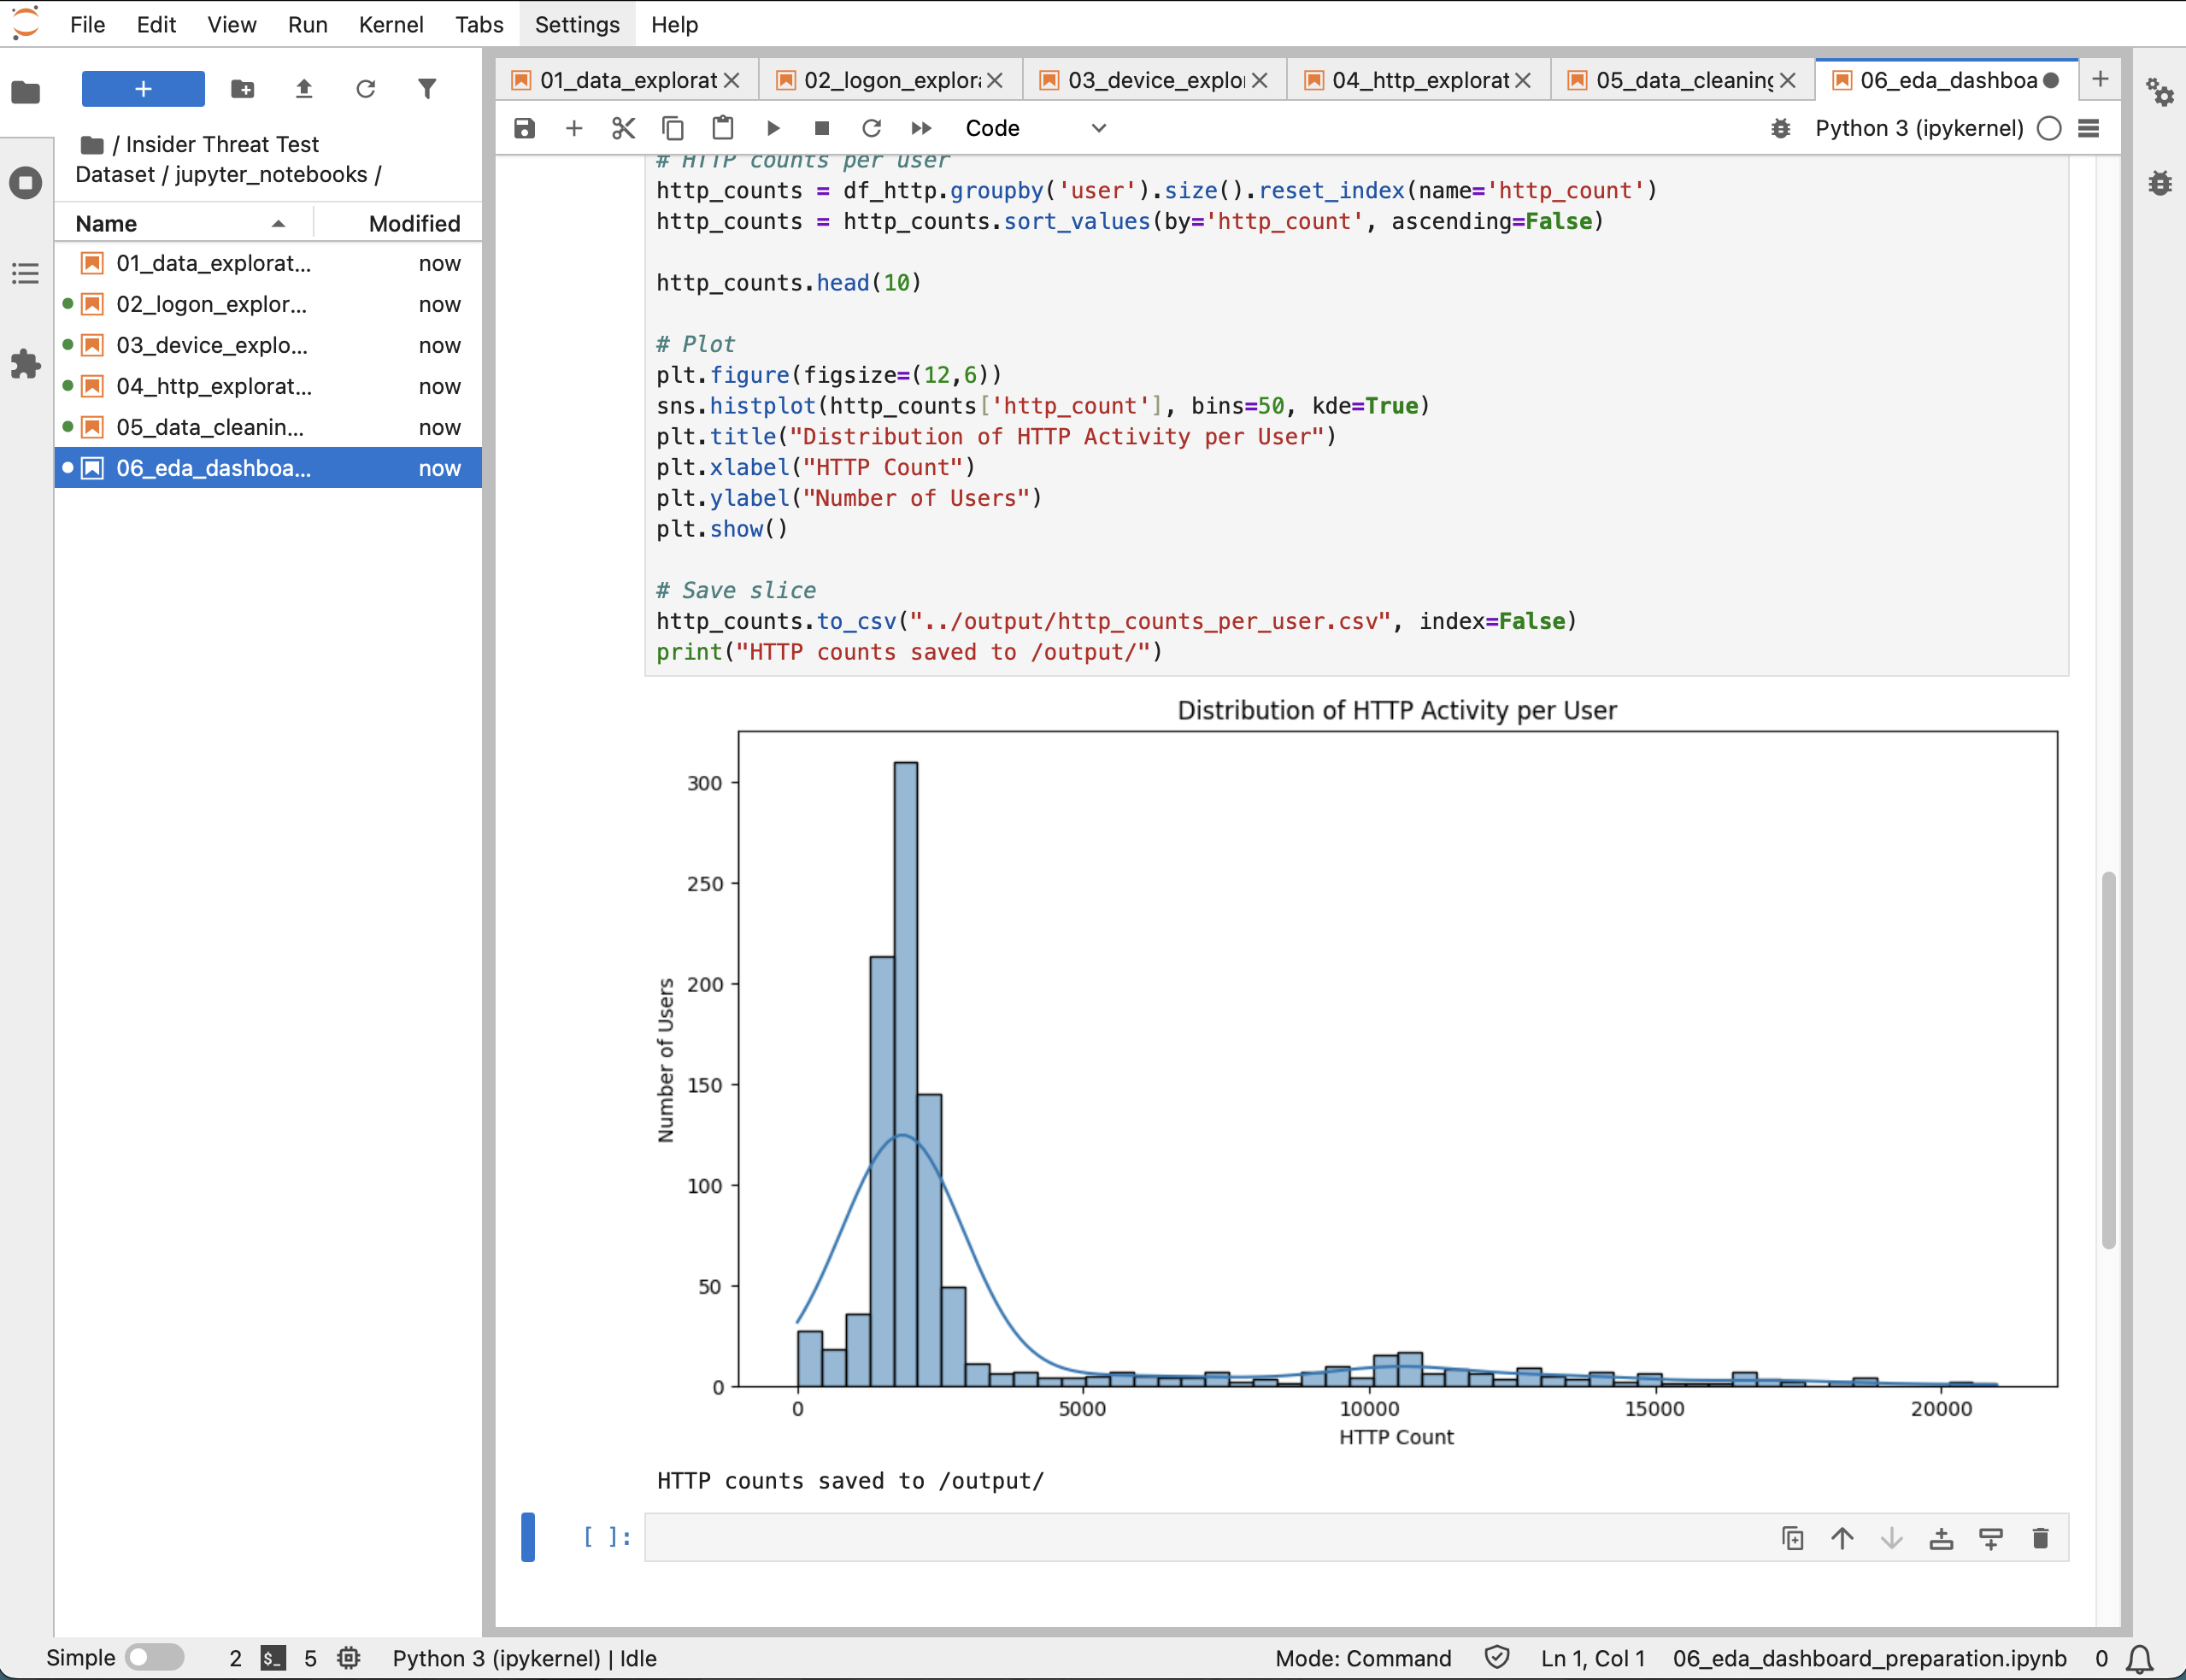 File Edit View Run Kernel Tabs Settings Help
+
/ Insider Threat Test
Dataset / jupyter_notebooks /
Name Modified
01_data_explorat... now
02_logon_explor... now
03_device_explo... now
04_http_explorat... now
05_data_cleanin... now
06_eda_dashboa... now
01_data_explorat 02_logon_explor 03_device_explo 04_http_explorat 05_data_cleaning 06_eda_dashboa
Code Python 3 (ipykernel)
# HTTP counts per user
http_counts = df_http.groupby('user').size().reset_index(name='http_count')
http_counts = http_counts.sort_values(by='http_count', ascending=False)
http_counts.head(10)
# Plot
plt.figure(figsize=(12,6))
sns.histplot(http_counts['http_count'], bins=50, kde=True)
plt.title("Distribution of HTTP Activity per User")
plt.xlabel("HTTP Count")
plt.ylabel("Number of Users")
plt.show()
# Save slice
http_counts.to_csv("../output/http_counts_per_user.csv", index=False)
print("HTTP counts saved to /output/")
Distribution of HTTP Activity per User
300
250
200
150
100
50
0
Number of Users
0 5000 10000 15000 20000
HTTP Count
HTTP counts saved to /output/
[ ]:
Simple 2 $_ 5 Python 3 (ipykernel) | Idle Mode: Command Ln 1, Col 1 06_eda_dashboard_preparation.ipynb 0